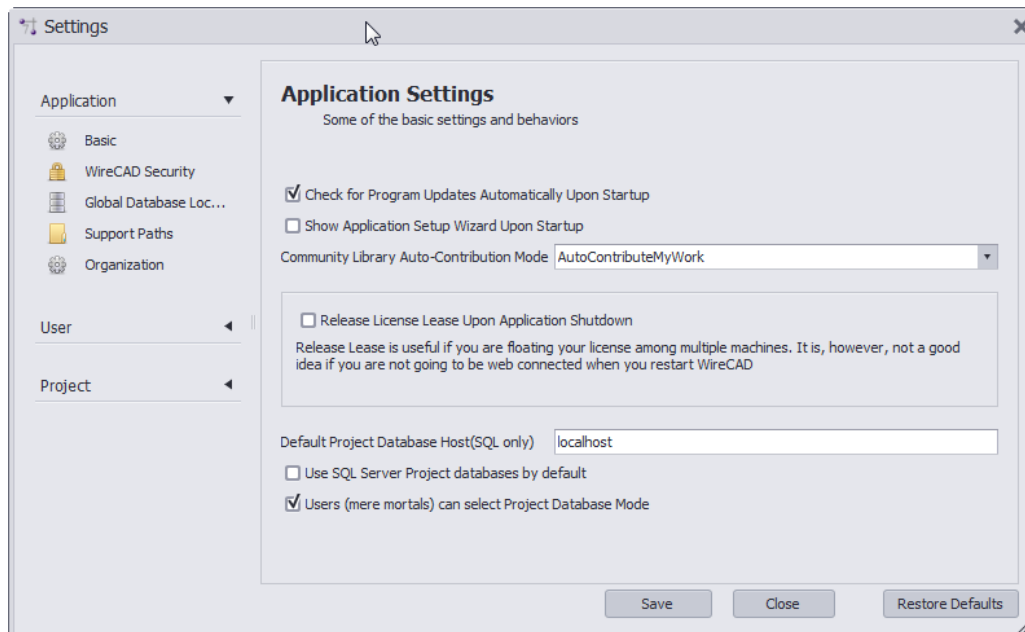 Settings
Application
Basic
WireCAD Security
Global Database Loc...
Support Paths
Organization
User
Project
Application Settings
Some of the basic settings and behaviors
Check for Program Updates Automatically Upon Startup
Show Application Setup Wizard Upon Startup
Community Library Auto-Contribution Mode AutoContributeMyWork
Release License Lease Upon Application Shutdown
Release Lease is useful if you are floating your license among multiple machines. It is, however, not a good
idea if you are not going to be web connected when you restart WireCAD
Default Project Database Host(SQL only) localhost
Use SQL Server Project databases by default
Users (mere mortals) can select Project Database Mode
Save Close Restore Defaults